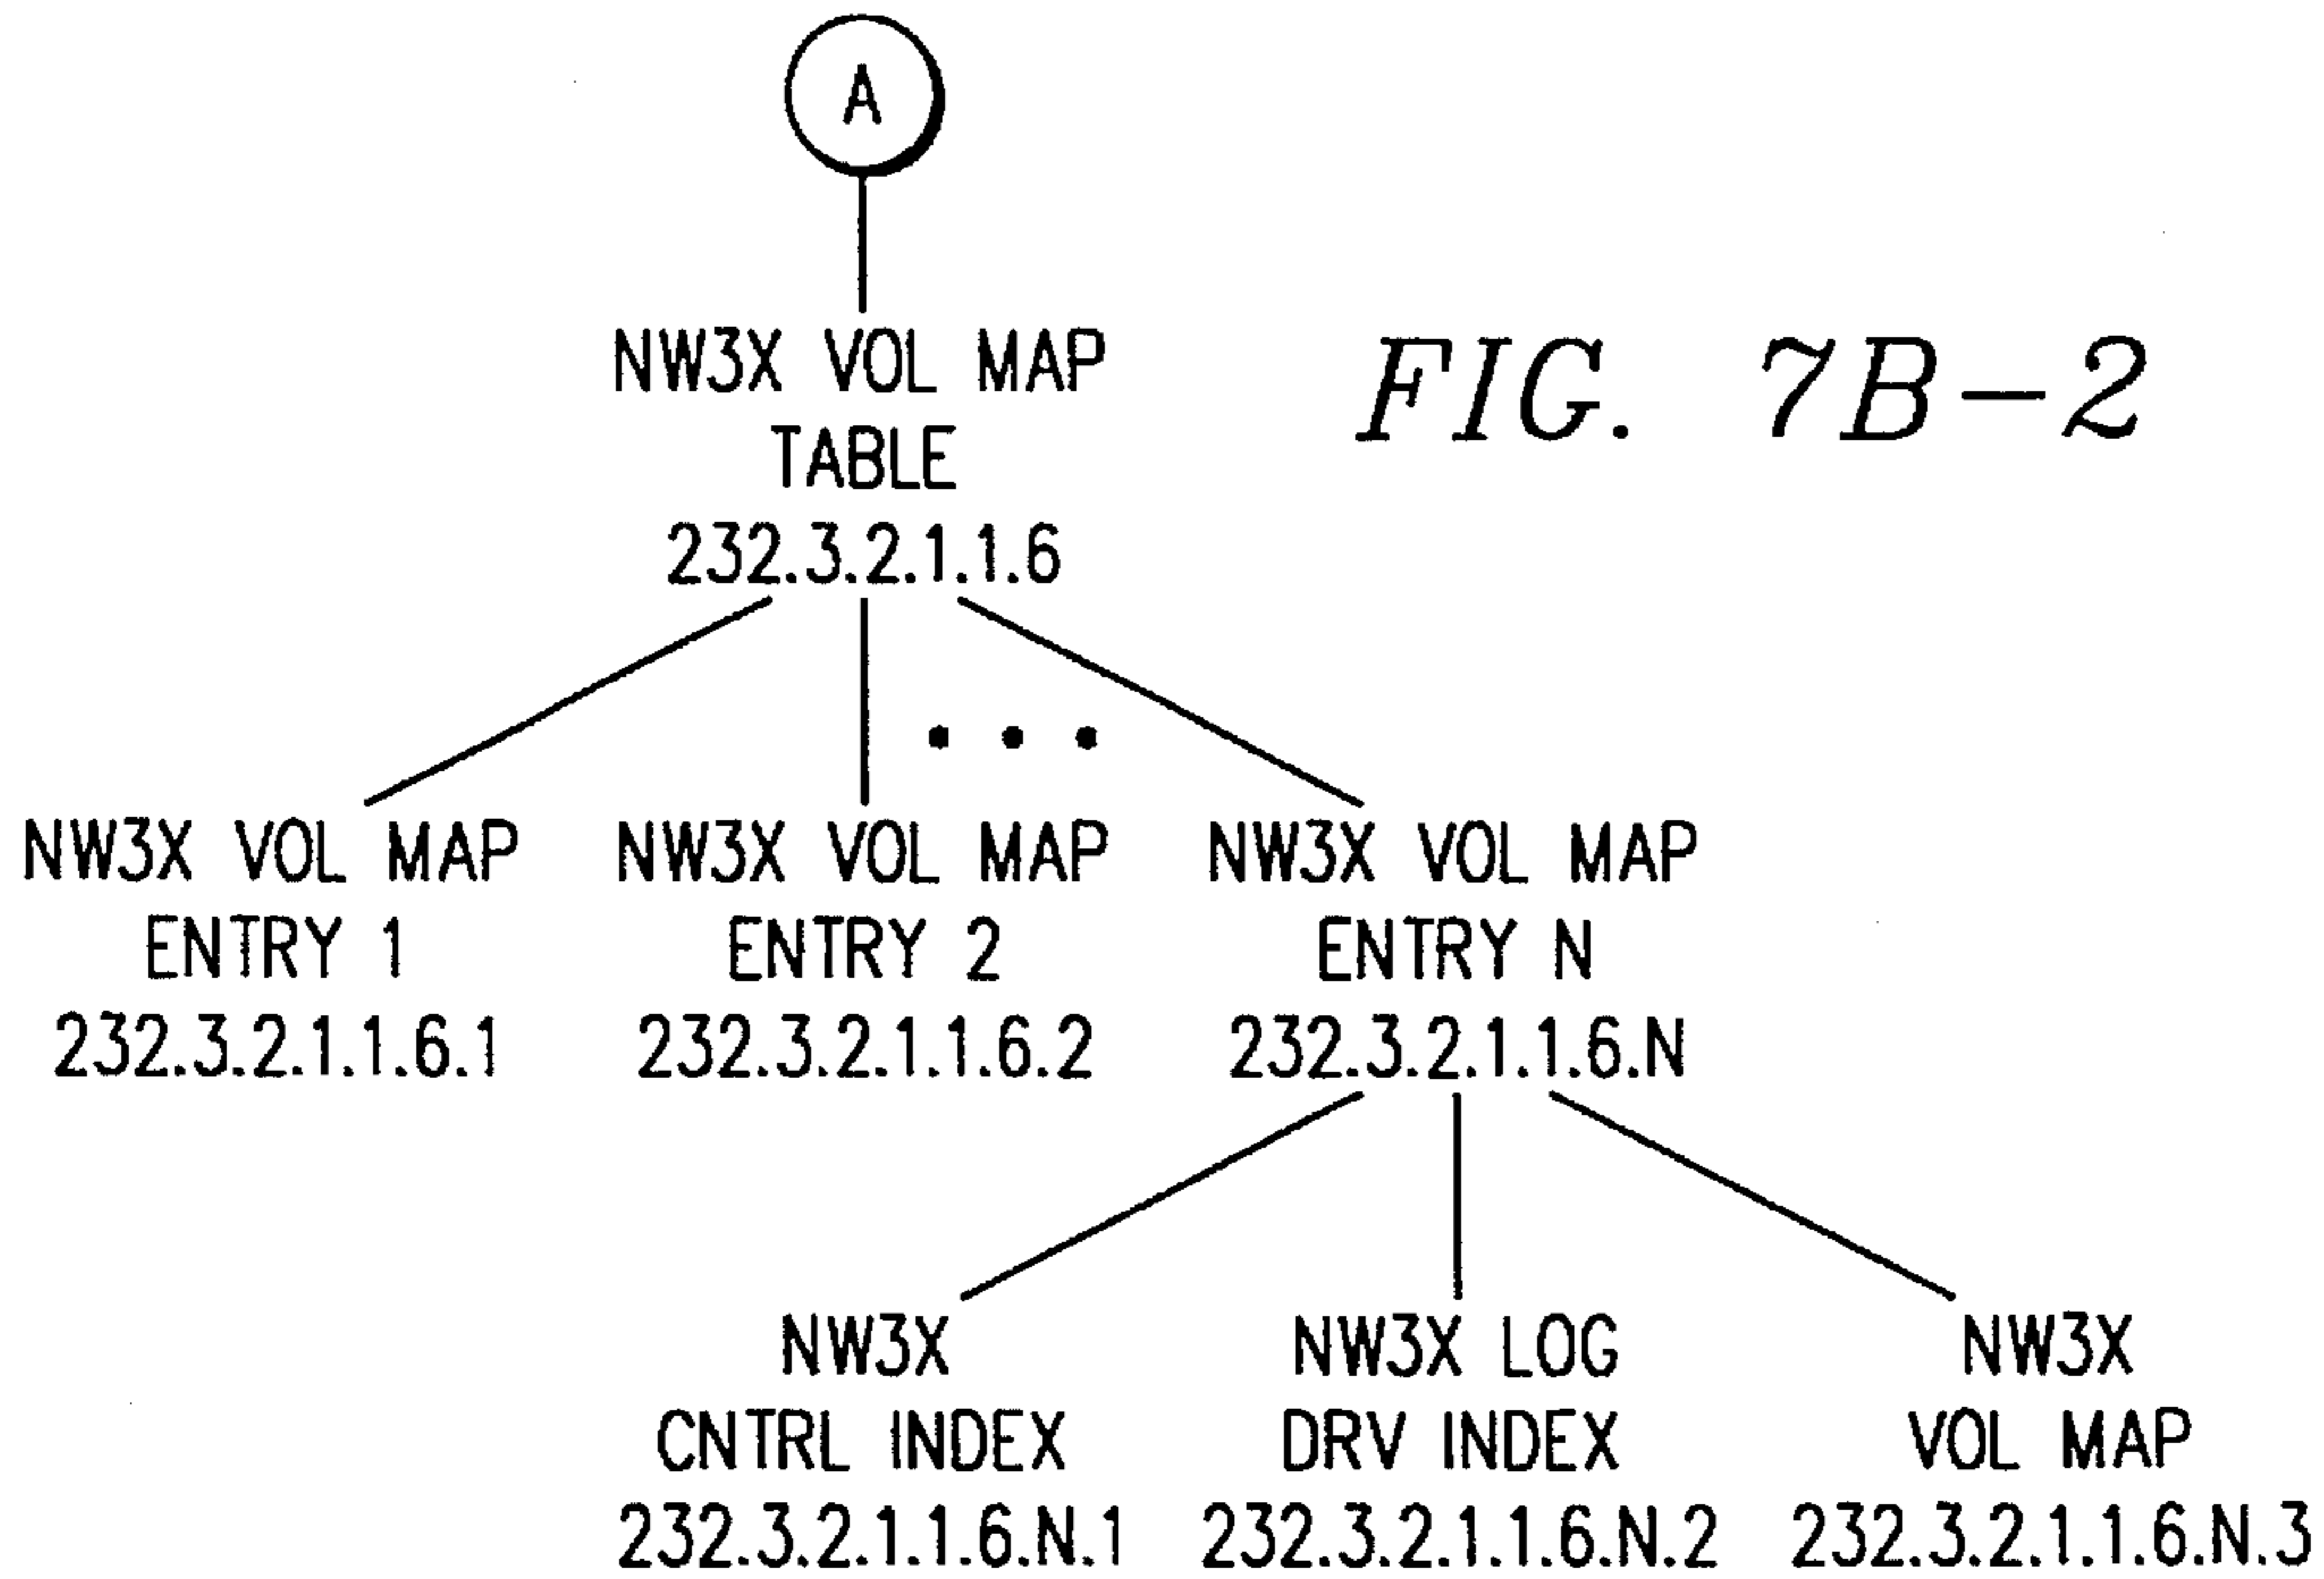 A
NW3X VOL MAP
TABLE
232.3.2.1.1.6
FIG. 7B-2
NW3X VOL MAP
ENTRY 1
232.3.2.1.1.6.1
NW3X VOL MAP
ENTRY 2
232.3.2.1.1.6.2
NW3X VOL MAP
ENTRY N
232.3.2.1.1.6.N
NW3X
CNTRL INDEX
232.3.2.1.1.6.N.1
NW3X LOG
DRV INDEX
232.3.2.1.1.6.N.2
NW3X
VOL MAP
232.3.2.1.1.6.N.3